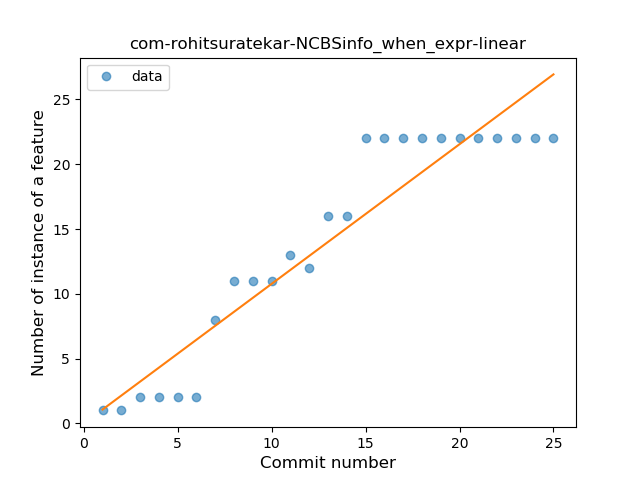 com-rohitsuratekar-NCBSinfo_when_expr-linear
data
Number of instance of a feature
25
20
15
10
5
0
0 5 10 15 20 25
Commit number